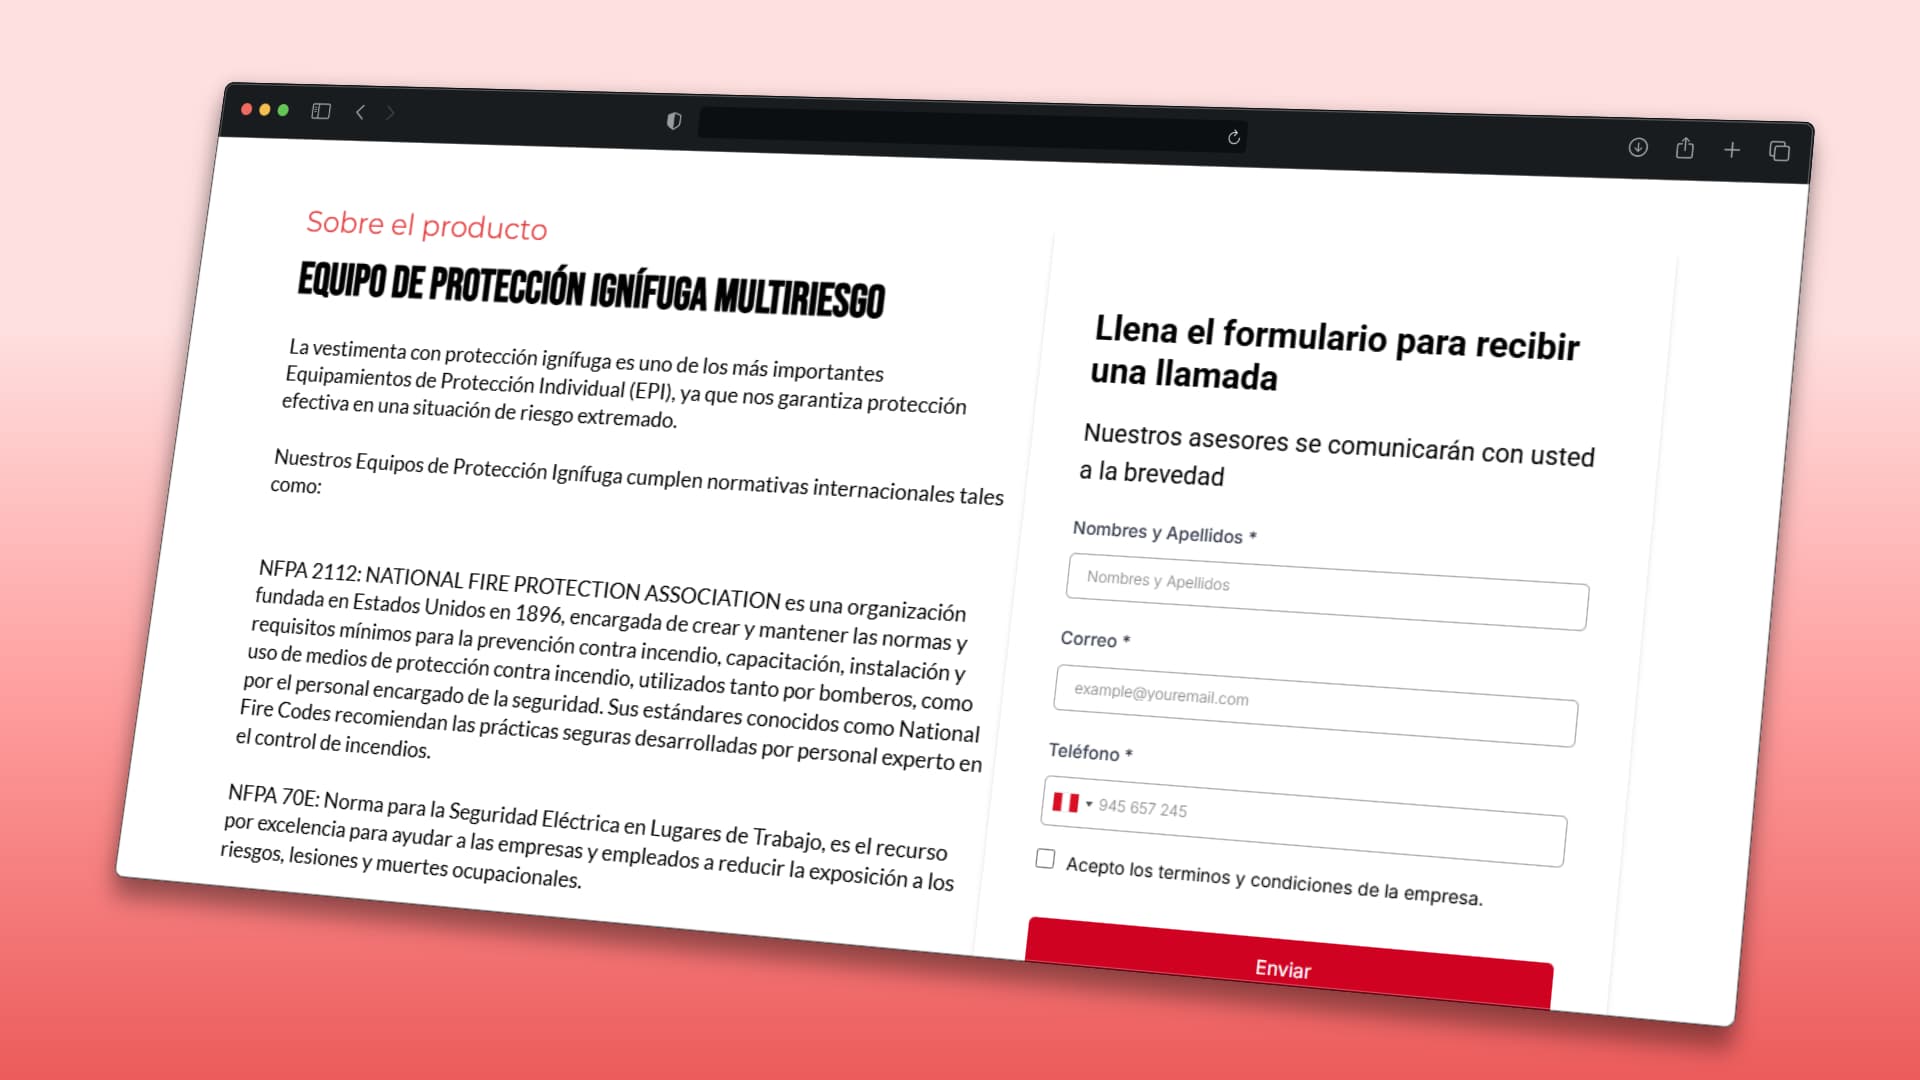 Sobre el producto
EQUIPO DE PROTECCIÓN IGNÍFUGA MULTIRIESGO
La vestimenta con protección ignífuga es uno de los más importantes
Equipamientos de Protección Individual (EPI), ya que nos garantiza protección
efectiva en una situación de riesgo extremado.
Nuestros Equipos de Protección Ignífuga cumplen normativas internacionales tales
como:
NFPA 2112: NATIONAL FIRE PROTECTION ASSOCIATION es una organización
fundada en Estados Unidos en 1896, encargada de crear y mantener las normas y
requisitos mínimos para la prevención contra incendio, capacitación, instalación y
uso de medios de protección contra incendio, utilizados tanto por bomberos, como
por el personal encargado de la seguridad. Sus estándares conocidos como National
Fire Codes recomiendan las prácticas seguras desarrolladas por personal experto en
el control de incendios.
NFPA 70E: Norma para la Seguridad Eléctrica en Lugares de Trabajo, es el recurso
por excelencia para ayudar a las empresas y empleados a reducir la exposición a los
riesgos, lesiones y muertes ocupacionales.
Llena el formulario para recibir
una llamada
Nuestros asesores se comunicarán con usted
a la brevedad
Nombres y Apellidos *
Nombres y Apellidos
Correo *
example@youremail.com
Teléfono *
945 657 245
Acepto los terminos y condiciones de la empresa.
Enviar